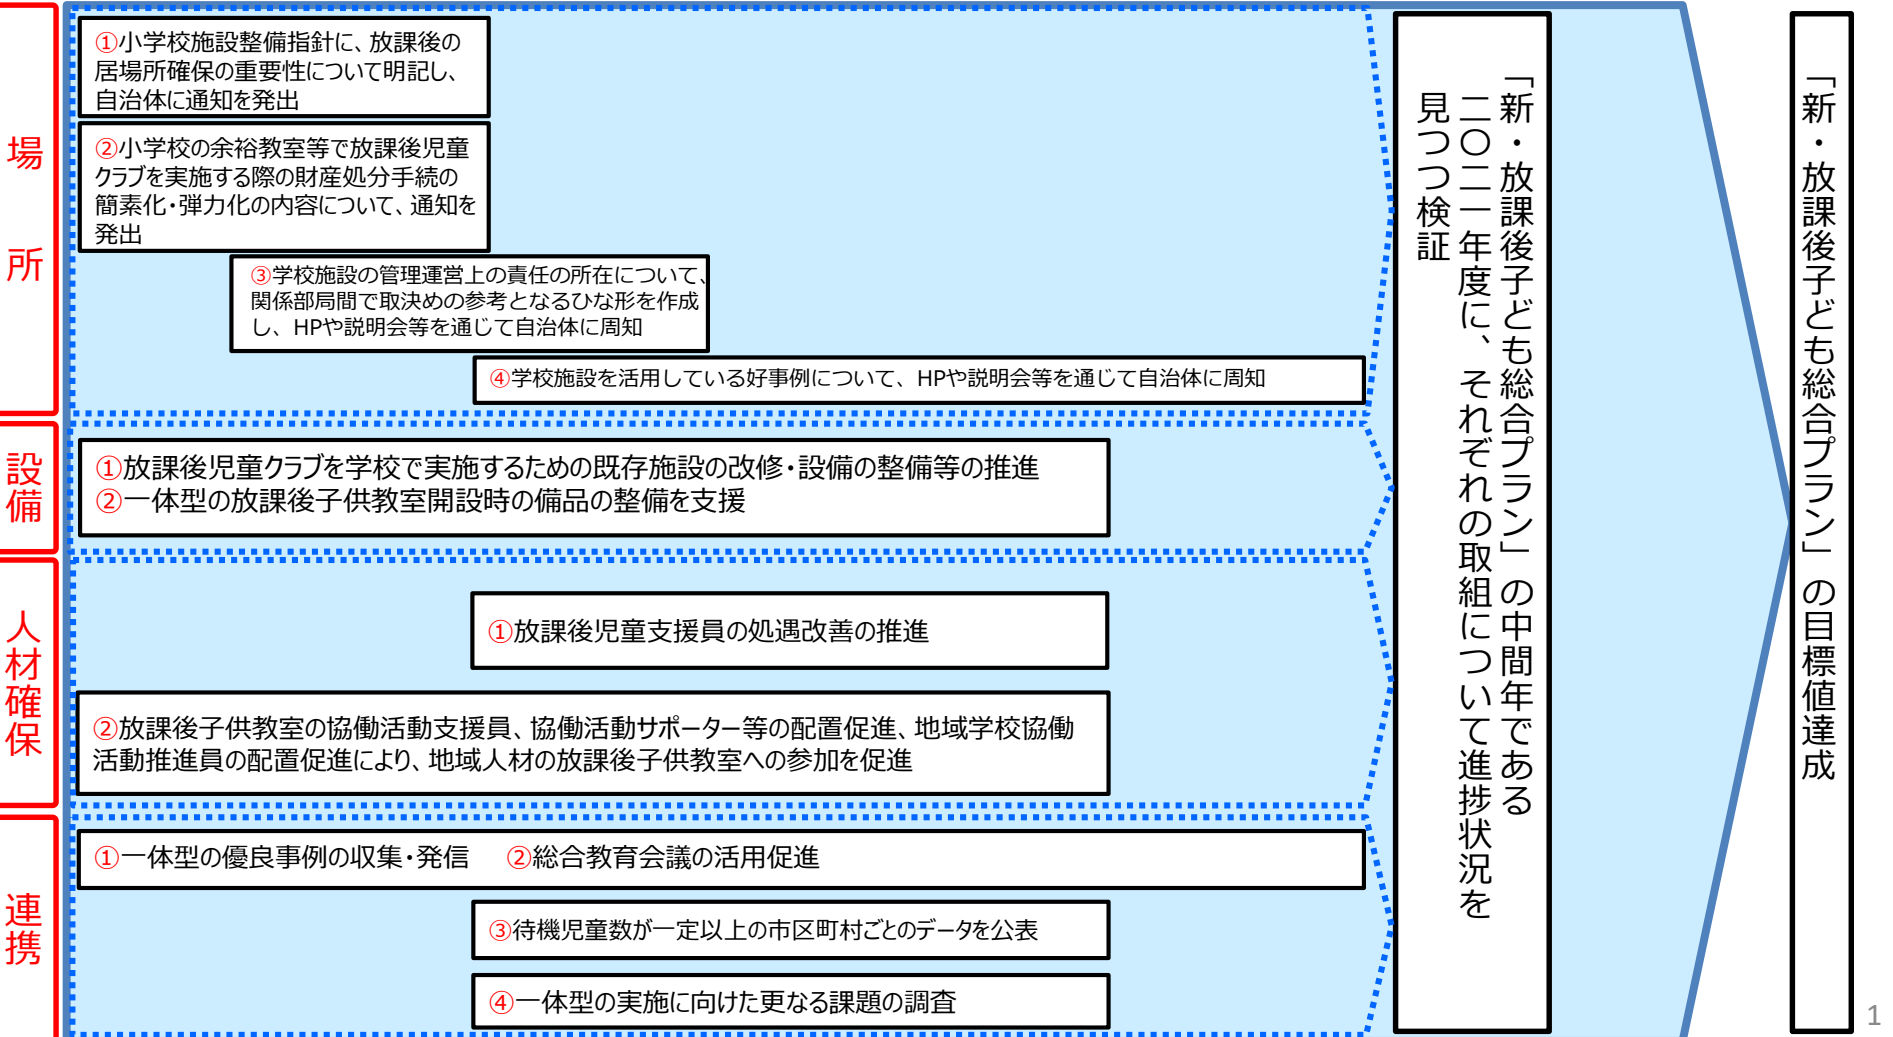 場所
①小学校施設整備指針に、放課後の
居場所確保の重要性について明記し、
自治体に通知を発出
②小学校の余裕教室等で放課後児童
クラブを実施する際の財産処分手続の
簡素化・弾力化の内容について、通知を
発出
③学校施設の管理運営上の責任の所在について、
関係部局間で取決めの参考となるひな形を作成
し、HPや説明会等を通じて自治体に周知
④学校施設を活用している好事例について、HPや説明会等を通じて自治体に周知
設備
①放課後児童クラブを学校で実施するための既存施設の改修・設備の整備等の推進
②一体型の放課後子供教室開設時の備品の整備を支援
人材確保
①放課後児童支援員の処遇改善の推進
②放課後子供教室の協働活動支援員、協働活動サポーター等の配置促進、地域学校協働
活動推進員の配置促進により、地域人材の放課後子供教室への参加を促進
連携
①一体型の優良事例の収集・発信　②総合教育会議の活用促進
③待機児童数が一定以上の市区町村ごとのデータを公表
④一体型の実施に向けた更なる課題の調査
「新・放課後子ども総合プラン」の中間年である
二〇二一年度に、それぞれの取組について進捗状況を
見つつ検証
「新・放課後子ども総合プラン」の目標値達成
1